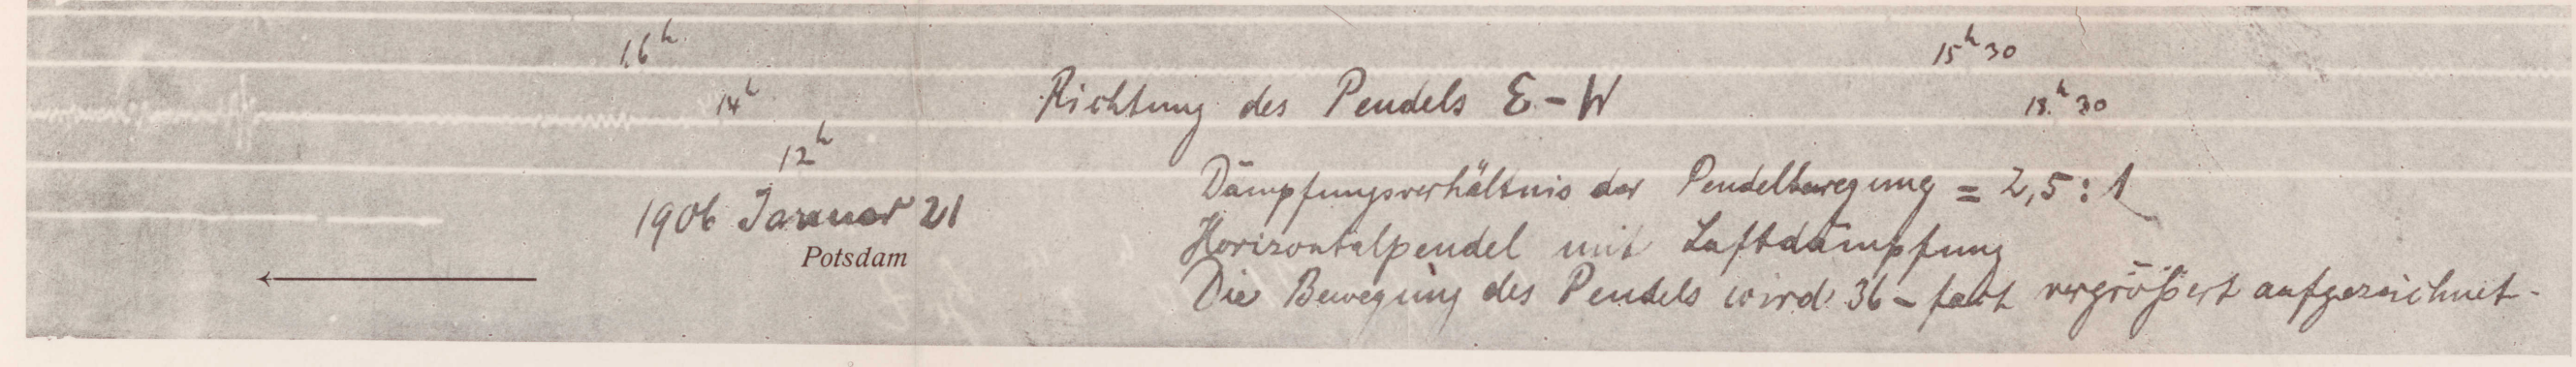 16h
15h 30
14h
Richtung des Pendels E-W
13h 30
12h
Dämpfungsverhältnis der Pendelbewegung = 2,5 : 1
1906 Januar 21
Potsdam
Horizontalpendel mit Luftdämpfung
Die Bewegung des Pendels wird 36-fach vergrößert aufgezeichnet.